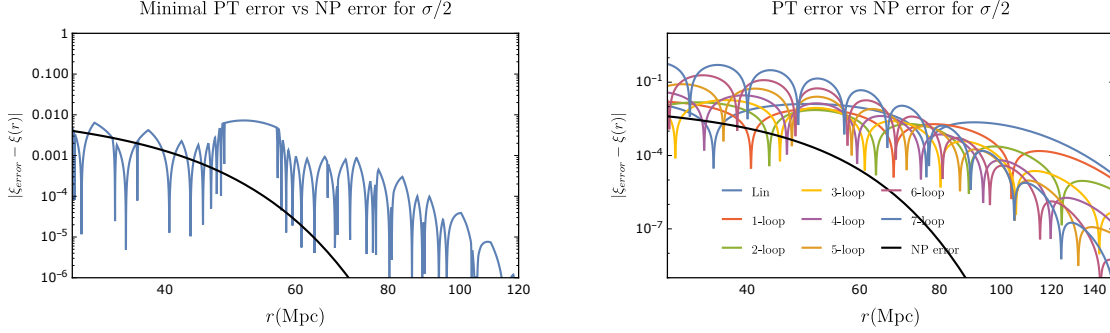 Minimal PT error vs NP error for σ/2
|ξerror − ξ(r)|
1
0.100
0.010
0.001
10⁻⁴
10⁻⁵
10⁻⁶
40 60 80 100 120
r(Mpc)
PT error vs NP error for σ/2
|ξerror − ξ(r)|
10⁻¹
10⁻⁴
10⁻⁷
Lin 3-loop 6-loop
1-loop 4-loop 7-loop
2-loop 5-loop NP error
40 60 80 100 120 140
r(Mpc)